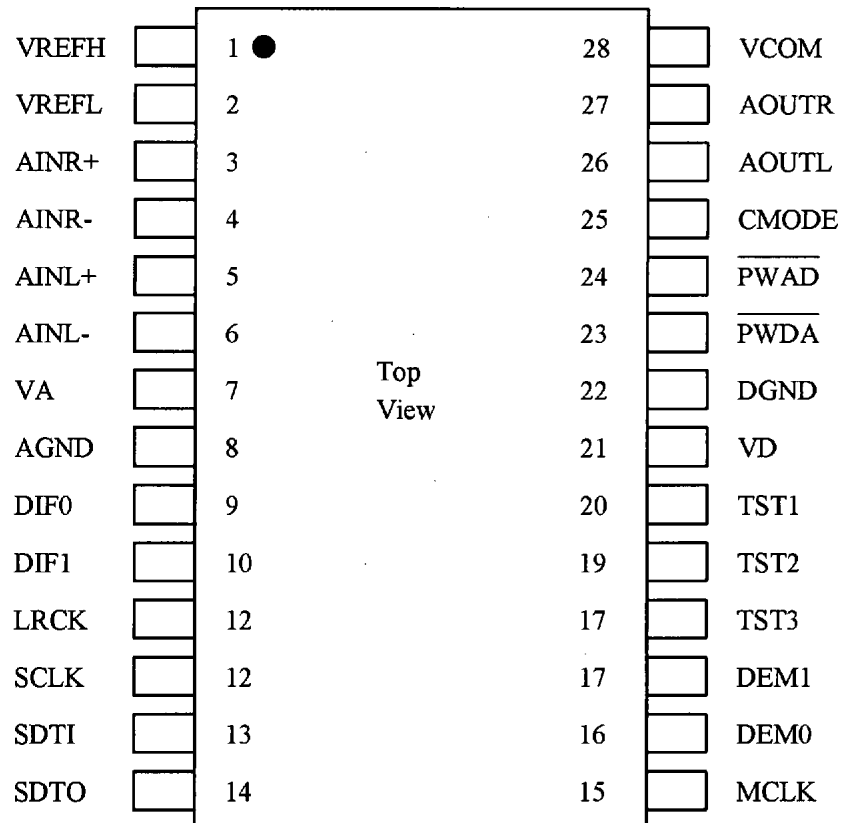 VREFH 1 28 VCOM
VREFL 2 27 AOUTR
AINR+ 3 26 AOUTL
AINR- 4 25 CMODE
AINL+ 5 24 PWAD
AINL- 6 23 PWDA
VA 7 Top 22 DGND
View
AGND 8 21 VD
DIF0 9 20 TST1
DIF1 10 19 TST2
LRCK 12 17 TST3
SCLK 12 17 DEM1
SDTI 13 16 DEM0
SDTO 14 15 MCLK